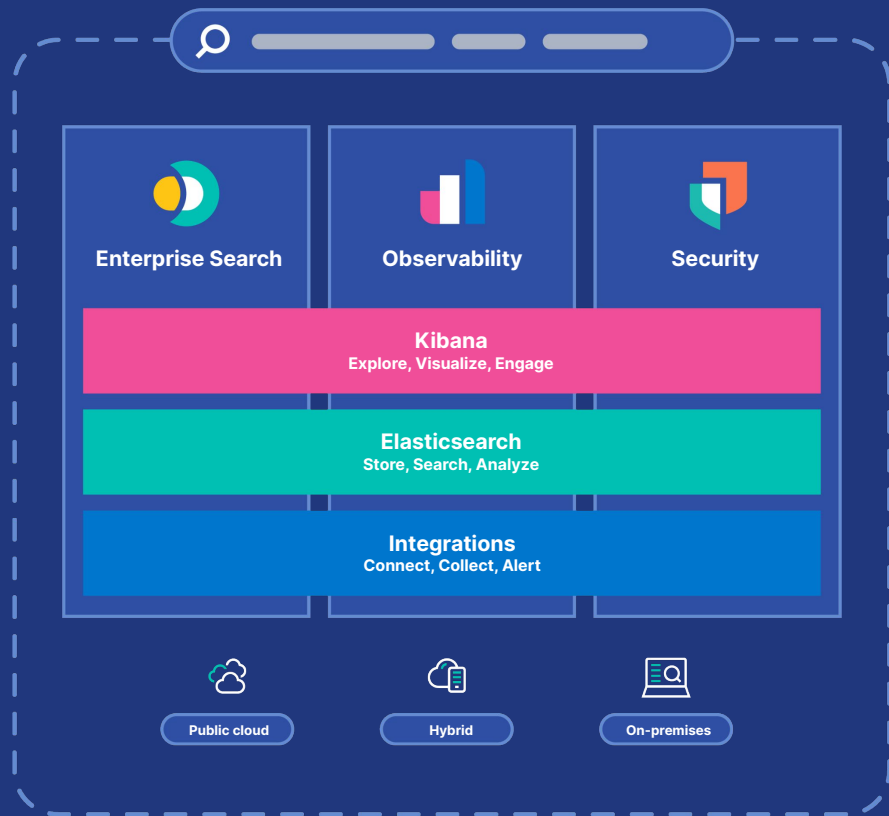 Enterprise Search
Observability
Security
Kibana
Explore, Visualize, Engage
Elasticsearch
Store, Search, Analyze
Integrations
Connect, Collect, Alert
Public cloud
Hybrid
On-premises